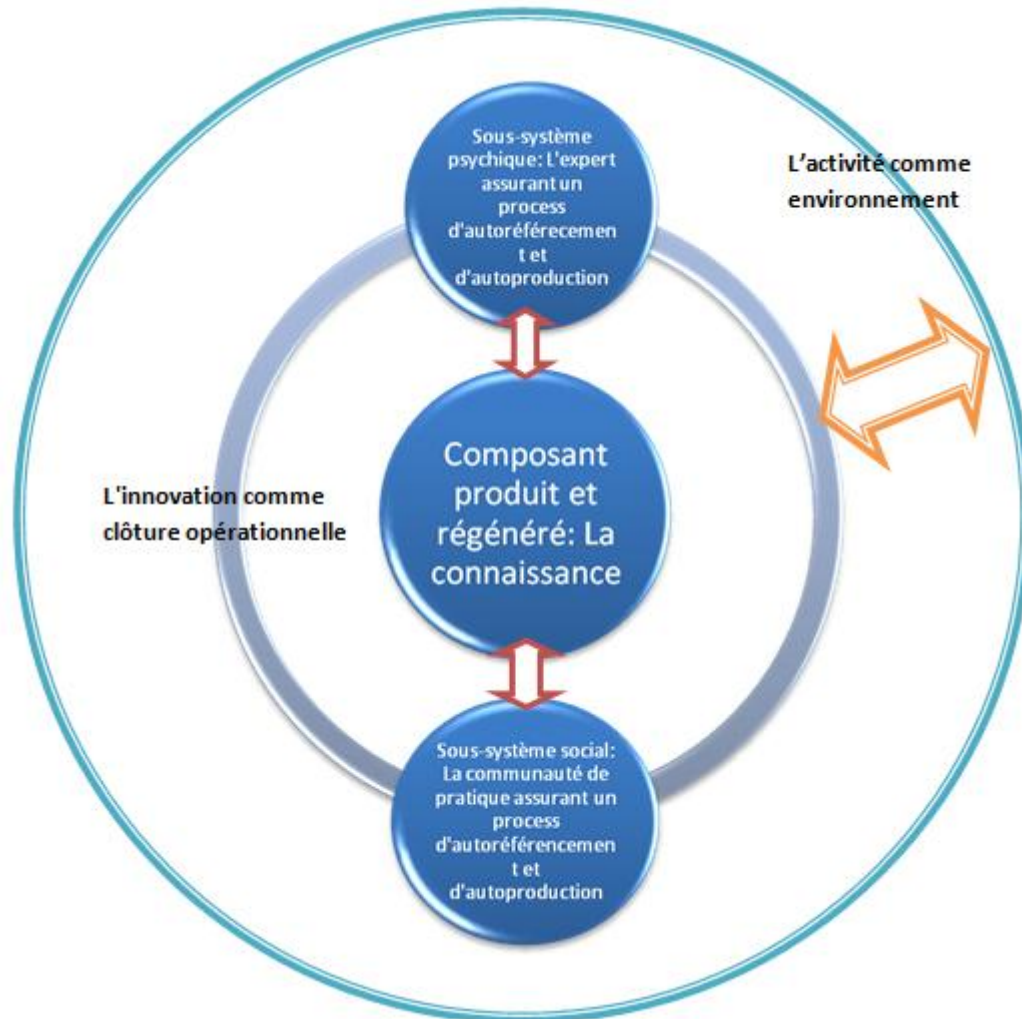 Sous-système
psychique: L'expert
assurant un
process
d'autoréférecemen
t et
d'autoproduction
L'activité comme
environnement
L'innovation comme
clôture opérationnelle
Composant
produit et
régénéré: La
connaissance
Sous-système social:
La communauté de
pratique assurant un
process
d'autoréférencemen
t et
d'autoproduction